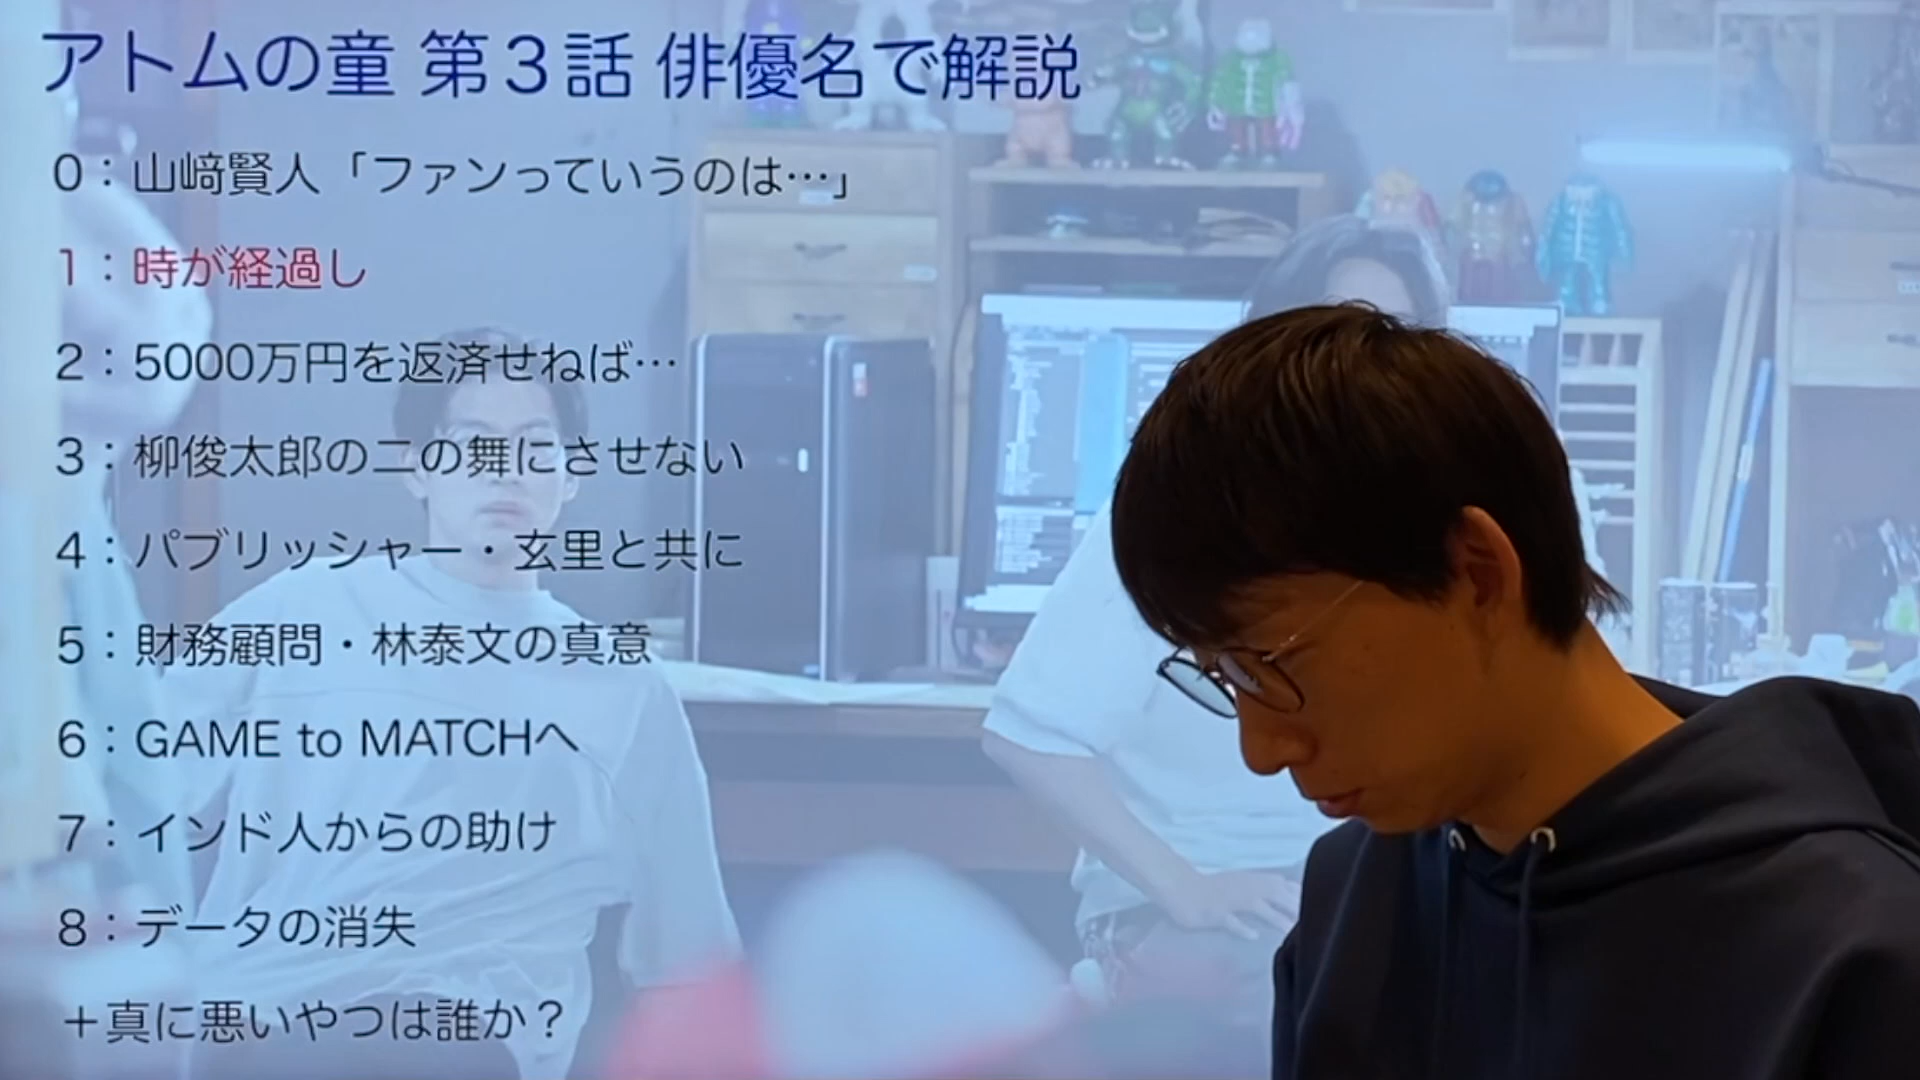 アトムの童 第3話 俳優名で解説
0：山﨑賢人「ファンっていうのは…」
1：時が経過し
2：5000万円を返済せねば…
3：柳俊太郎の二の舞にさせない
4：パブリッシャー・玄里と共に
5：財務顧問・林泰文の真意
6：GAME to MATCHへ
7：インド人からの助け
8：データの消失
＋真に悪いやつは誰か？